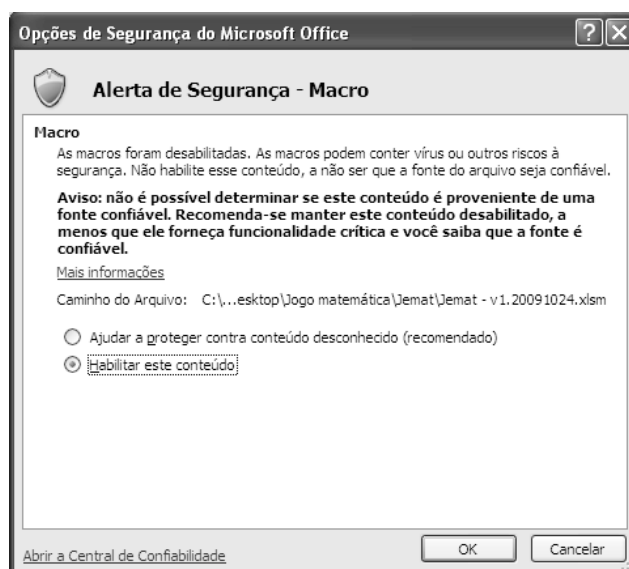 Opções de Segurança do Microsoft Office
Alerta de Segurança - Macro
Macro
As macros foram desabilitadas. As macros podem conter vírus ou outros riscos à
segurança. Não habilite esse conteúdo, a não ser que a fonte do arquivo seja confiável.
Aviso: não é possível determinar se este conteúdo é proveniente de uma
fonte confiável. Recomenda-se manter este conteúdo desabilitado, a
menos que ele forneça funcionalidade crítica e você saiba que a fonte é
confiável.
Mais informações
Caminho do Arquivo: C:\...esktop\Jogo matemática\Jemat\Jemat - v1.20091024.xlsm
Ajudar a proteger contra conteúdo desconhecido (recomendado)
Habilitar este conteúdo
Abrir a Central de Confiabilidade
OK
Cancelar